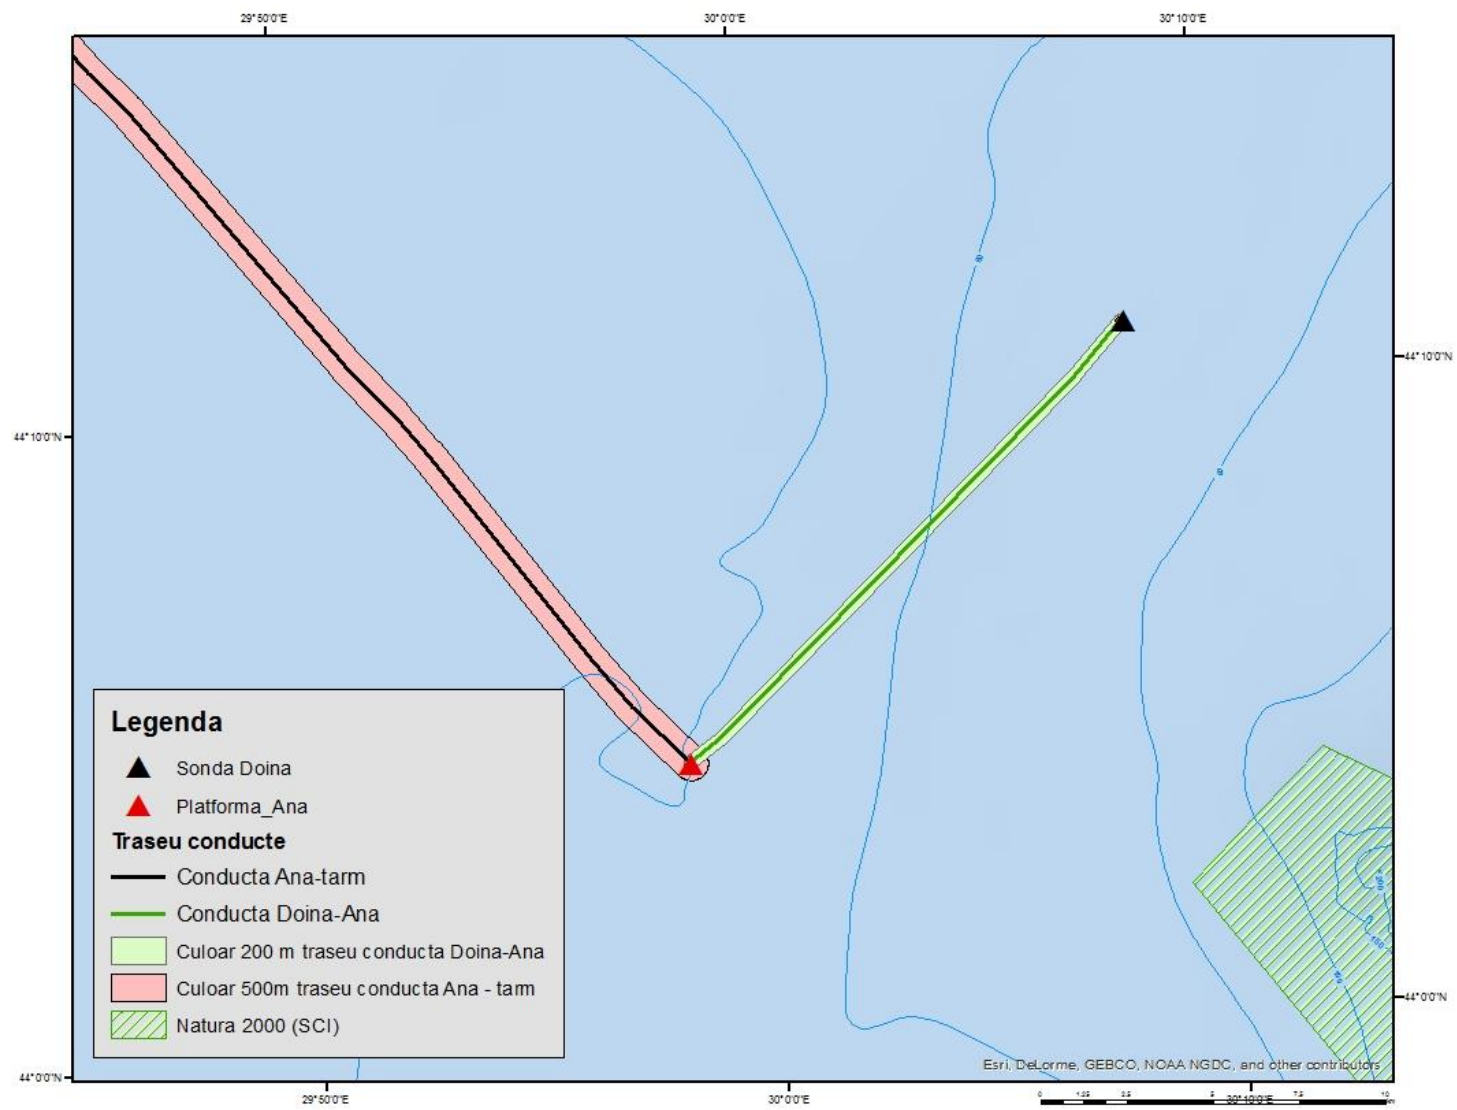 29°50'0"E 30°0'0"E 30°10'0"E
44°10'0"N
44°10'0"N
Legenda
Sonda Doina
Platforma_Ana
Traseu conducte
Conducta Ana-tarm
Conducta Doina-Ana
Culoar 200 m traseu conducta Doina-Ana
Culoar 500m traseu conducta Ana - tarm
Natura 2000 (SCI)
44°0'0"N
Esri, DeLorme, GEBCO, NOAA NGDC, and other contributors
44°0'0"N
29°50'0"E 30°0'0"E 30°10'0"E